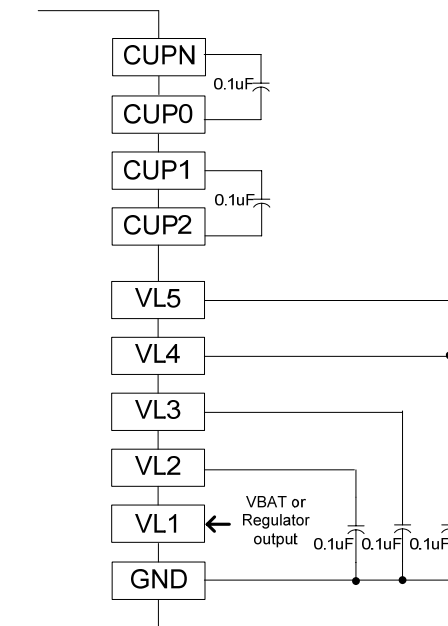 CUPN
0.1uF
CUP0
CUP1
0.1uF
CUP2
VL5
VL4
VL3
VL2
VL1
VBAT or
Regulator
output
0.1uF 0.1uF 0.1uF
GND